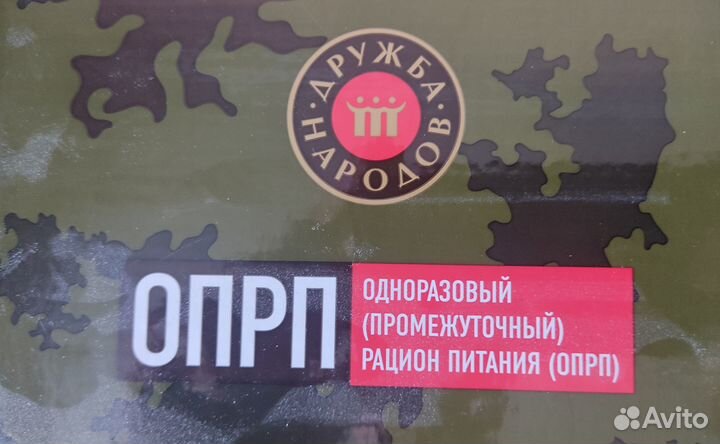 ДРУЖБА
НАРОДОВ
ОПРП
ОДНОРАЗОВЫЙ
(ПРОМЕЖУТОЧНЫЙ)
РАЦИОН ПИТАНИЯ (ОПРП)
Avito